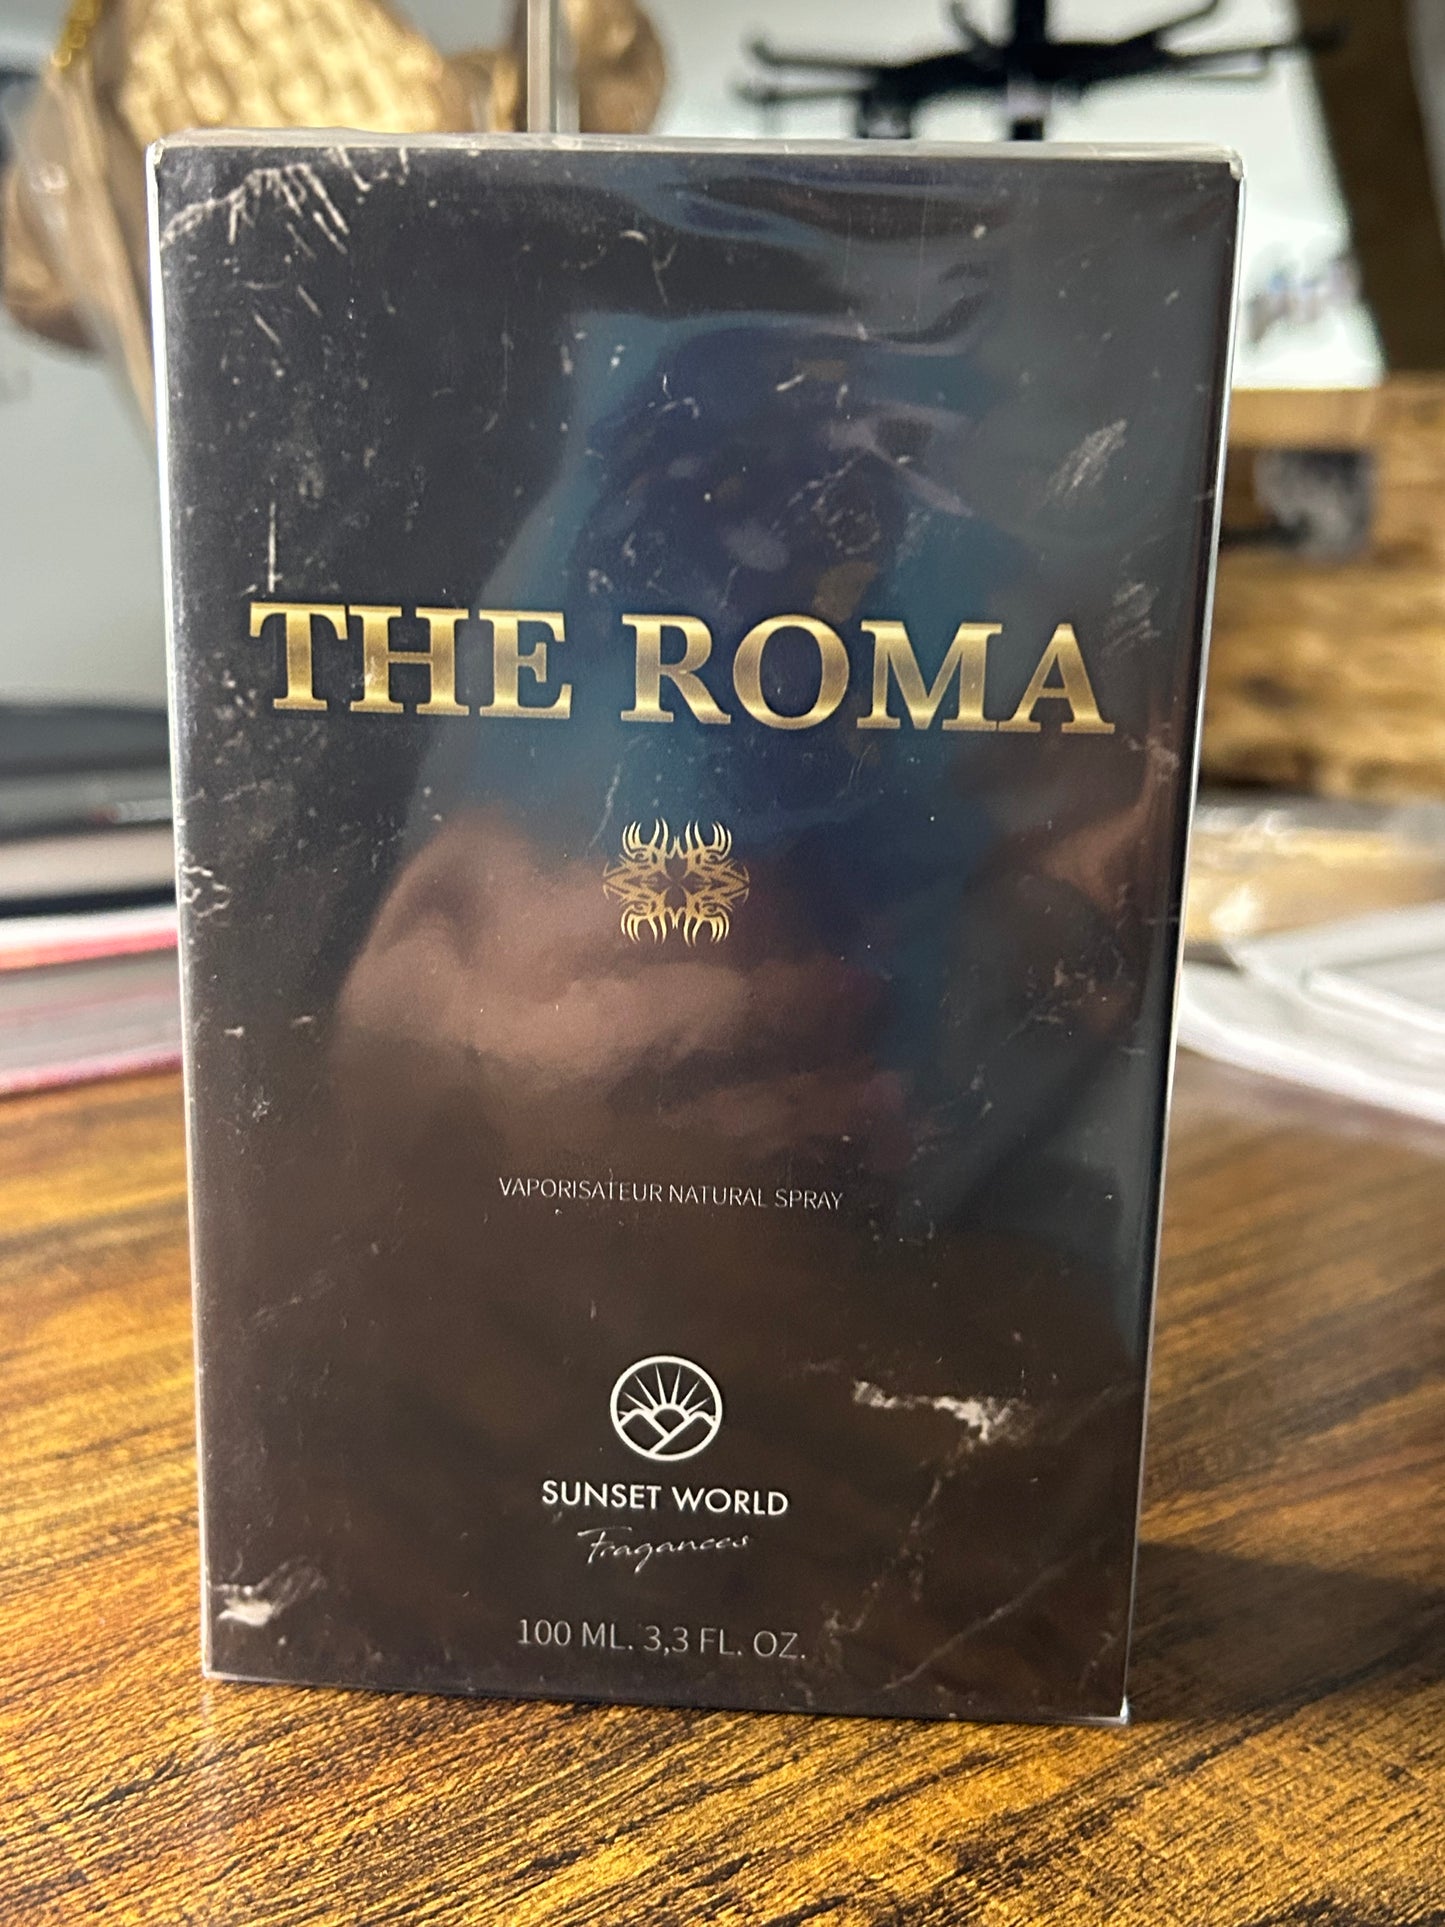 THE ROMA
VAPORISATEUR NATURAL SPRAY
SUNSET WORLD
Fragances
100 ML. 3,3 FL. OZ.